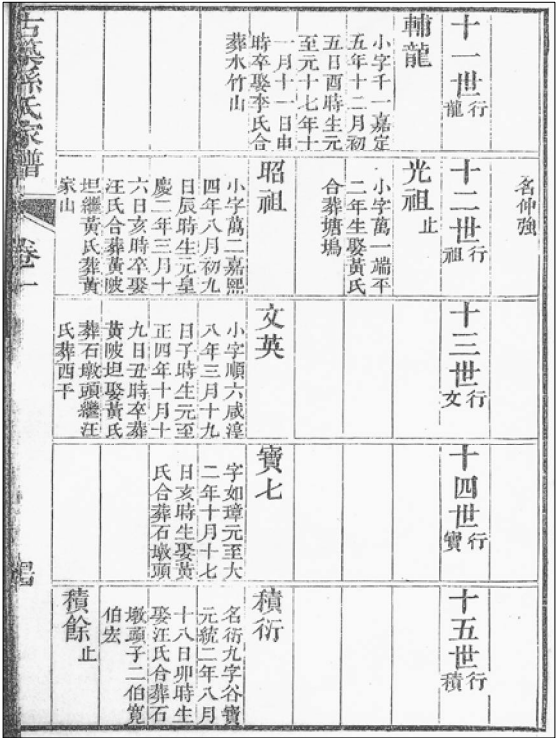 名仲強
十一世行龍
輔龍
小字千一嘉定
五年十二月初
五日酉時生元
至元十七年十
一月十一日申
時卒娶李氏合
葬水竹山
十二世行祖
光祖止
小字萬一端平
二年生娶黃氏
合葬塘塢
昭祖
小字萬二嘉熙
四年八月初九
日辰時生元皇
慶二年三月十
六日亥時卒娶
汪氏合葬黃陂
坦繼黃氏葬黃
家山
十三世行文
文英
小字順六咸淳
八年三月十九
日子時生元至
正四年十月十
九日丑時卒葬
黃陂坦娶黃氏
葬石墩頭繼汪
氏葬西干
十四世行寶
寶七
字如璋元至大
二年十月十七
日亥時生娶黃
氏合葬石墩頭
十五世行積
積衍
名衍九字谷寶
元統二年八月
十八日卯時生
娶汪氏合葬石
墩頭子二伯寬
伯宏
積餘止
古築孫氏家譜
卷一